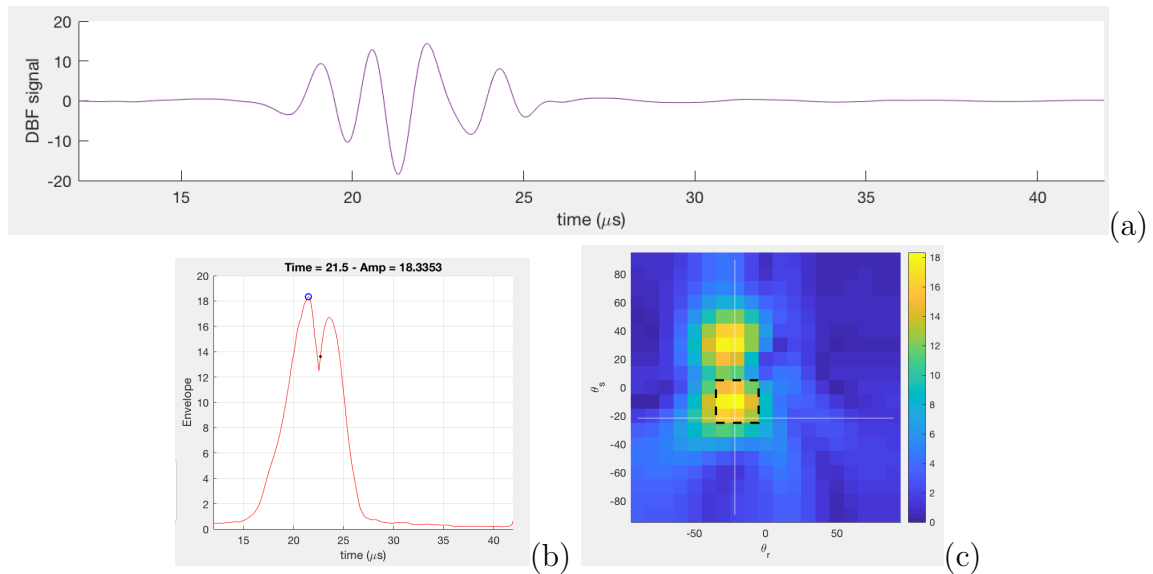 20
10
0
-10
-20
DBF signal
15 20 25 30 35 40
time (μs)
(a)
Time = 21.5 - Amp = 18.3353
20
18
16
14
12
10
8
6
4
2
0
Envelope
15 20 25 30 35 40
time (μs)
(b)
80
60
40
20
0
-20
-40
-60
-80
θs
-50 0 50
θr
18
16
14
12
10
8
6
4
2
0
(c)